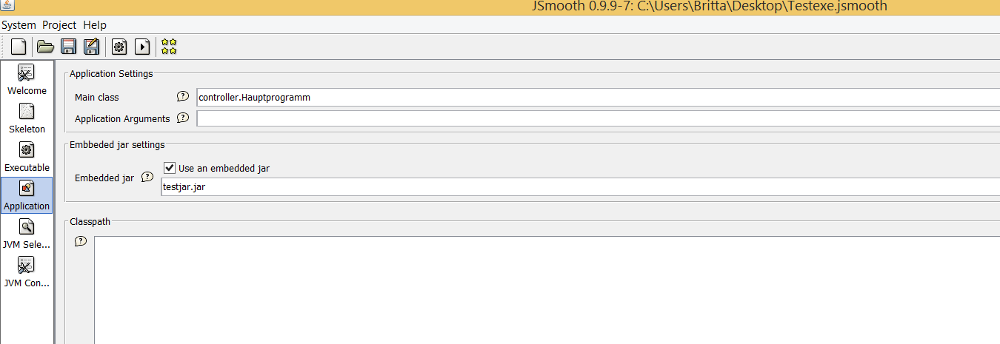 JSmooth 0.9.9-7: C:\Users\Britta\Desktop\Testexe.jsmooth
System Project Help
Welcome
Skeleton
Executable
Application
JVM Sele...
JVM Con...
Application Settings
Main class ? controller.Hauptprogramm
Application Arguments ?
Embbeded jar settings
Use an embedded jar
Embedded jar ?
testjar.jar
Classpath
?